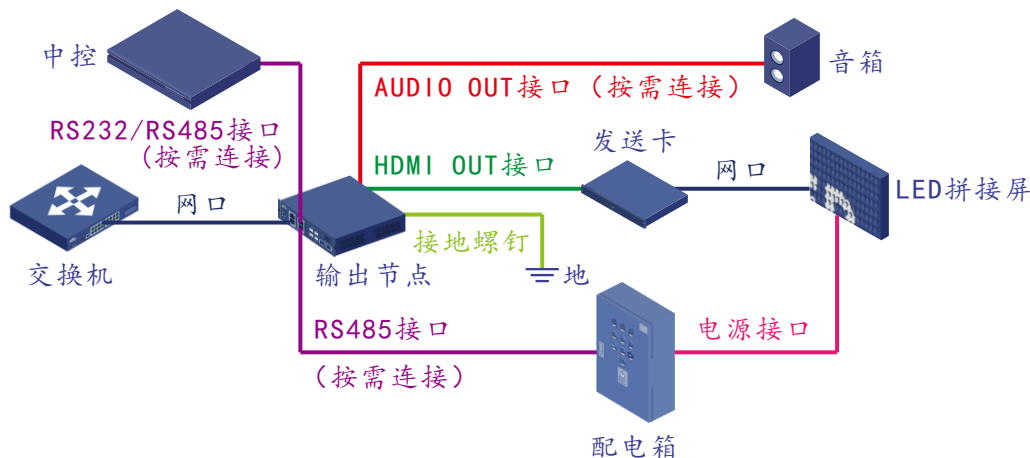 中控
音箱
AUDIO OUT接口（按需连接）
RS232/RS485接口
（按需连接）
发送卡
HDMI OUT接口
网口
网口
LED拼接屏
接地螺钉
交换机
输出节点
地
RS485接口
电源接口
（按需连接）
配电箱